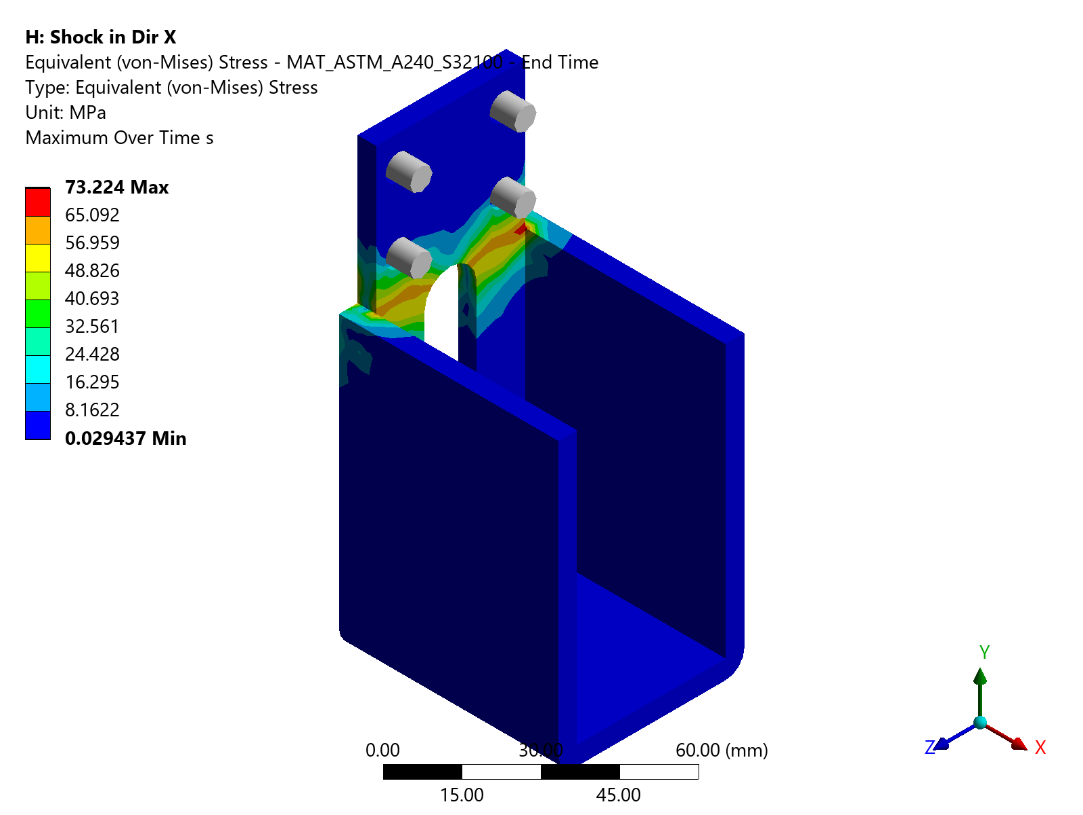 H: Shock in Dir X
Equivalent (von-Mises) Stress - MAT_ASTM_A240_S32100 - End Time
Type: Equivalent (von-Mises) Stress
Unit: MPa
Maximum Over Time s
73.224 Max
65.092
56.959
48.826
40.693
32.561
24.428
16.295
8.1622
0.029437 Min
Y
Z X
0.00 30.00 60.00 (mm)
15.00 45.00